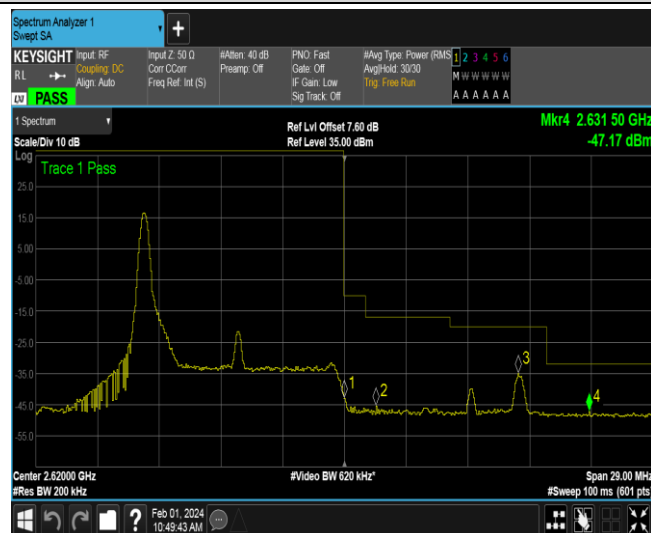 Spectrum Analyzer 1
Swept SA
+
KEYSIGHT
RL
LXI PASS
Input: RF
Coupling: DC
Align: Auto
Input Z: 50 Ω
Corr CCorr
Freq Ref: Int (S)
#Atten: 40 dB
Preamp: Off
PNO: Fast
Gate: Off
IF Gain: Low
Sig Track: Off
#Avg Type: Power (RMS
Avg|Hold: 30/30
Trig: Free Run
1 2 3 4 5 6
M W W W W W
A A A A A A
1 Spectrum
Scale/Div 10 dB
Ref Lvl Offset 7.60 dB
Ref Level 35.00 dBm
Mkr4 2.631 50 GHz
-47.17 dBm
Log
Trace 1 Pass
25.0
15.0
5.00
-5.00
-15.0
-25.0
-35.0
-45.0
-55.0
1
2
3
4
Center 2.62000 GHz
#Res BW 200 kHz
#Video BW 620 kHz*
Span 29.00 MHz
#Sweep 100 ms (601 pts
?
Feb 01, 2024
10:49:43 AM